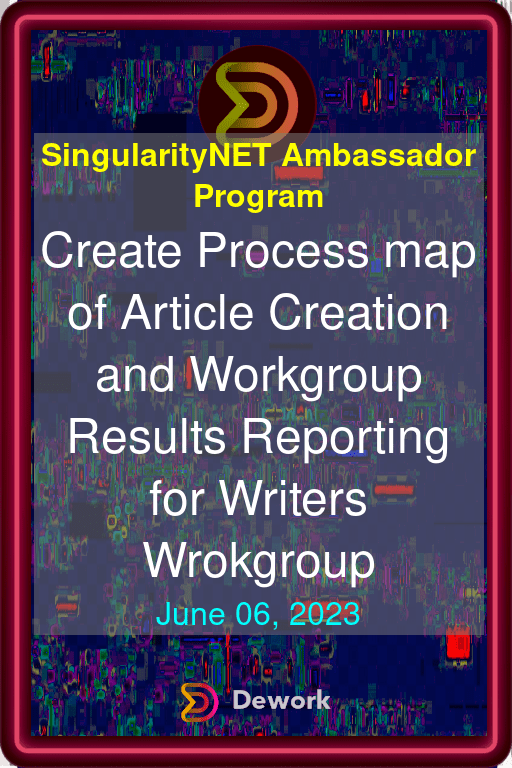 SingularityNET Ambassador
Program
Create Process map
of Article Creation
and Workgroup
Results Reporting
for Writers
Wrokgroup
June 06, 2023
Dework